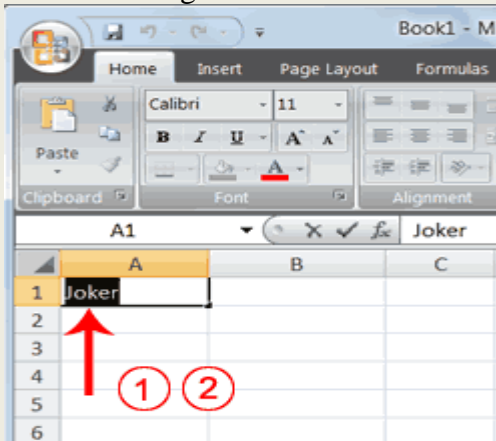 Book1 - M
Home Insert Page Layout Formulas
Calibri 11
Paste B I U A A
A
Clipboard Font Alignment
A1 fx Joker
A B C
1 Joker
2
3
4
5
6
1 2